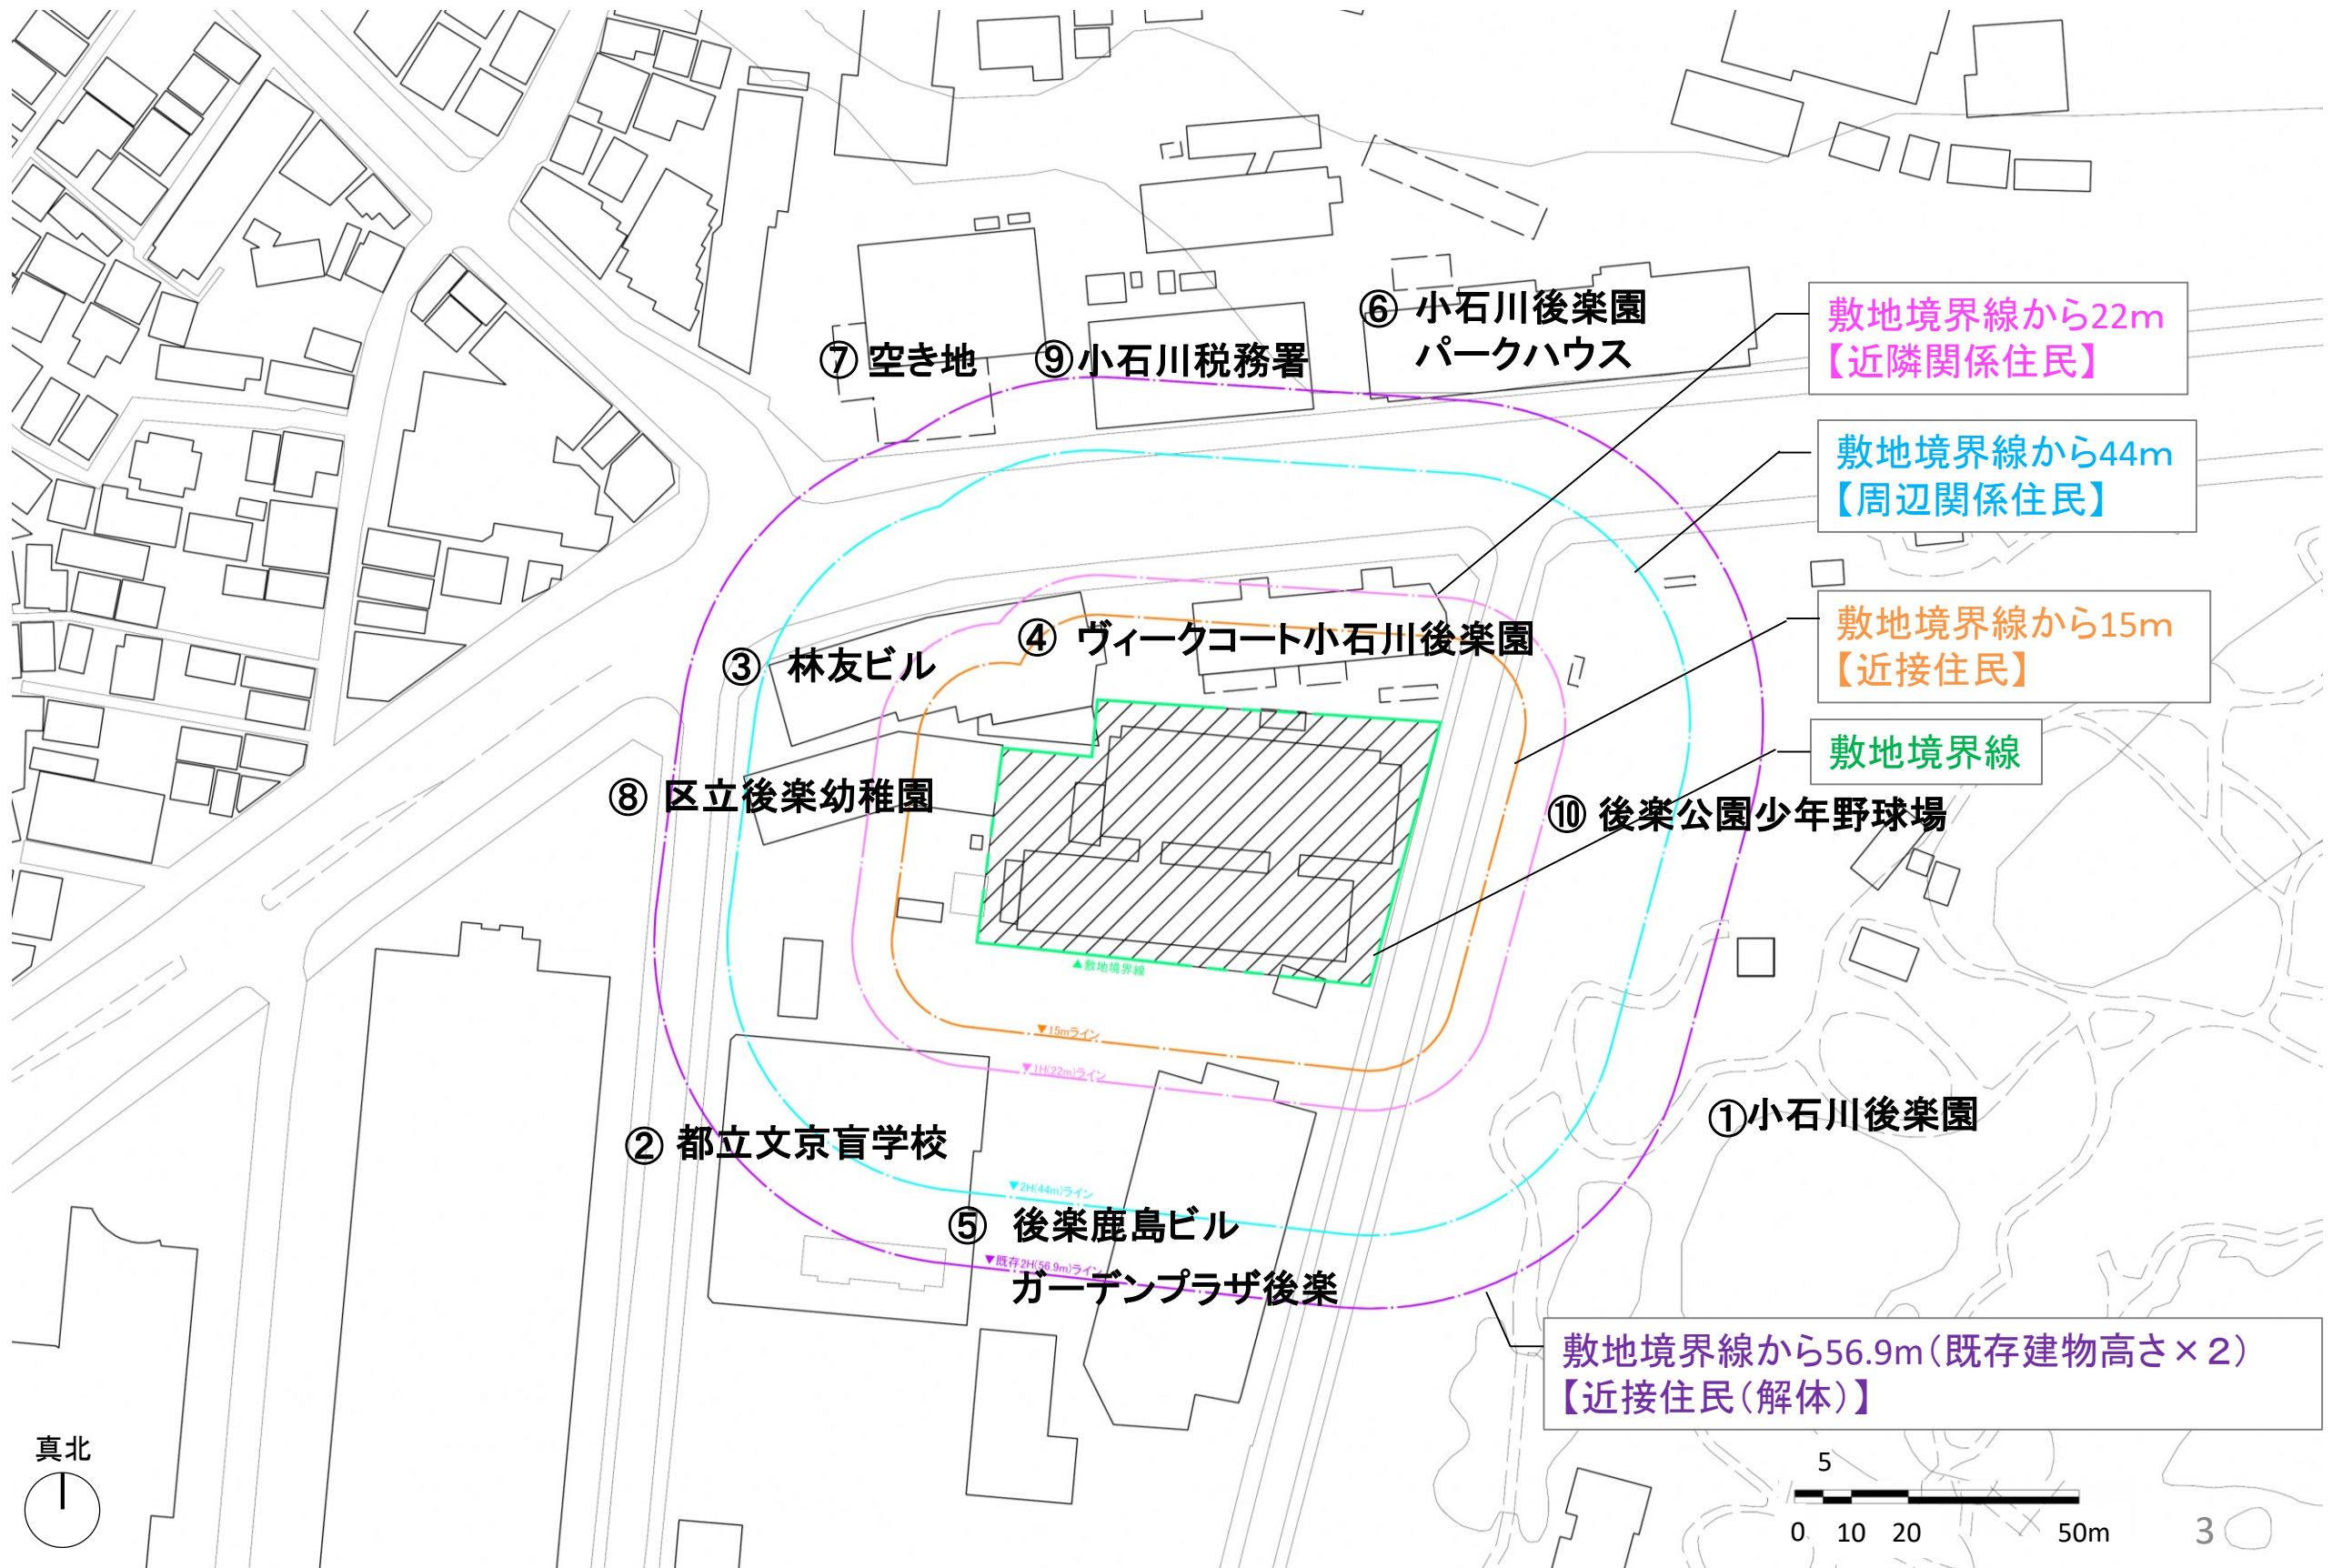 ⑥ 小石川後楽園
パークハウス
⑦ 空き地
⑨小石川税務署
敷地境界線から22m
【近隣関係住民】
敷地境界線から44m
【周辺関係住民】
敷地境界線から15m
【近接住民】
敷地境界線
④ ヴィークコート小石川後楽園
③ 林友ビル
⑧ 区立後楽幼稚園
⑩ 後楽公園少年野球場
▲敷地境界線
▼15mライン
▼1H(22m)ライン
①小石川後楽園
② 都立文京盲学校
▼2H(44m)ライン
⑤ 後楽鹿島ビル
▼既存2H(56.9m)ライン
ガーデンプラザ後楽
敷地境界線から56.9m(既存建物高さ×2)
【近接住民(解体)】
真北
5
0 10 20 50m
3